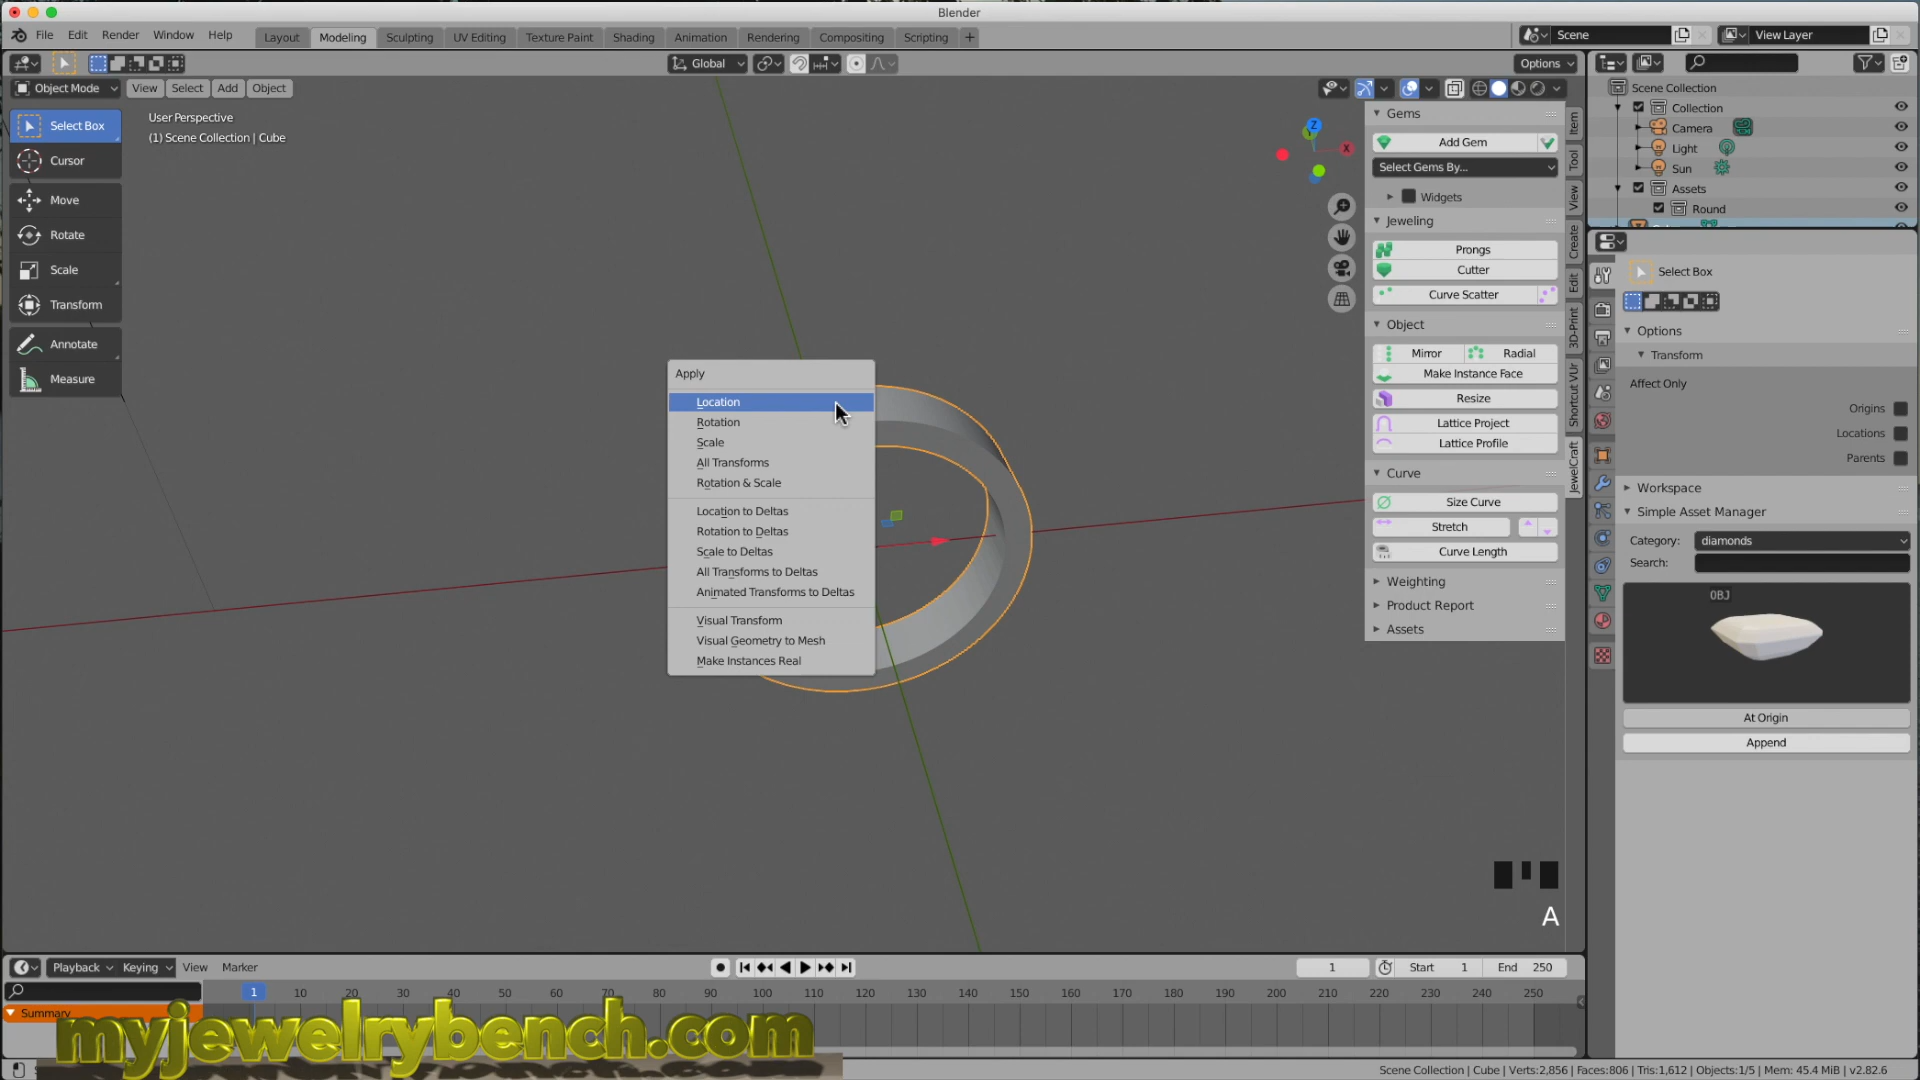 Blender
File Edit Render Window Help
Layout Modeling Sculpting UV Editing Texture Paint Shading Animation Rendering Compositing Scripting +
Scene
View Layer
Global
Options
Object Mode View Select Add Object
Select Box
Cursor
Move
Rotate
Scale
Transform
Annotate
Measure
User Perspective
(1) Scene Collection | Cube
Z
X
Apply
Location
Rotation
Scale
All Transforms
Rotation & Scale
Location to Deltas
Rotation to Deltas
Scale to Deltas
All Transforms to Deltas
Animated Transforms to Deltas
Visual Transform
Visual Geometry to Mesh
Make Instances Real
Gems
Add Gem
Select Gems By...
Widgets
Jeweling
Prongs
Cutter
Curve Scatter
Object
Mirror Radial
Make Instance Face
Resize
Lattice Project
Lattice Profile
Curve
Size Curve
Stretch
Curve Length
Weighting
Product Report
Assets
Item
Tool
View
Create
Edit
3D-Print
Shortcut VUr
JewelCraft
Scene Collection
Collection
Camera
Light
Sun
Assets
Round
Select Box
Options
Transform
Affect Only
Origins
Locations
Parents
Workspace
Simple Asset Manager
Category: diamonds
Search:
OBJ
At Origin
Append
A
Playback Keying View Marker
1
Start 1
End 250
1 10 20 30 40 50 60 70 80 90 100 110 120 130 140 150 160 170 180 190 200 210 220 230 240 250
Summary
myjewelrybench.com
Scene Collection | Cube | Verts:2,856 | Faces:806 | Tris:1,612 | Objects:1/5 | Mem: 45.4 MiB | v2.82.6